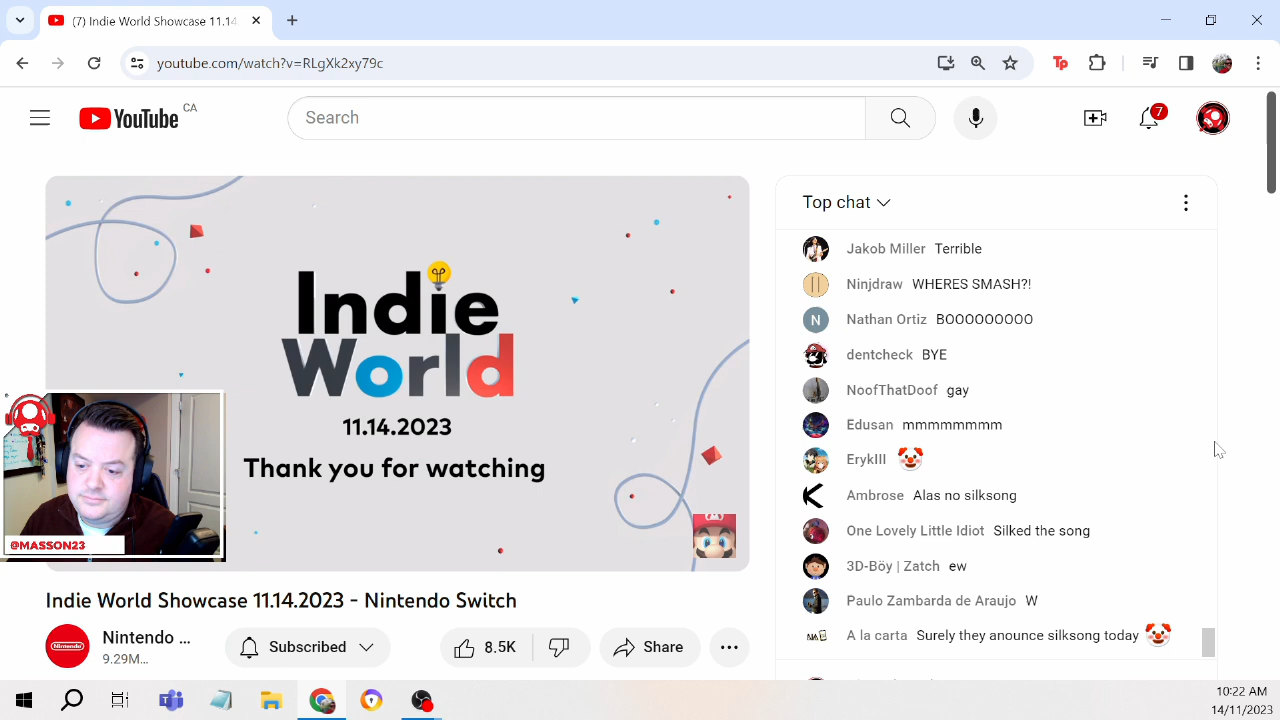 (7) Indie World Showcase 11.14
youtube.com/watch?v=RLgXk2xX79c
Tp
YouTube CA
Search
7
Indie
World
11.14.2023
Thank you for watching
@MASSON23
Top chat
Jakob Miller Terrible
Ninjdraw WHERES SMASH?!
N Nathan Ortiz BOOOOOOOOO
dentcheck BYE
NoofThatDoof gay
Edusan mmmmmmmm
ErykIII 🤡
Ambrose Alas no silksong
One Lovely Little Idiot Silked the song
3D-Böy | Zatch ew
Paulo Zambarda de Araujo W
A la carta Surely they anounce silksong today 🤡
Indie World Showcase 11.14.2023 - Nintendo Switch
Nintendo
Nintendo ...
9.29M...
Subscribed
8.5K
Share
10:22 AM
14/11/2023